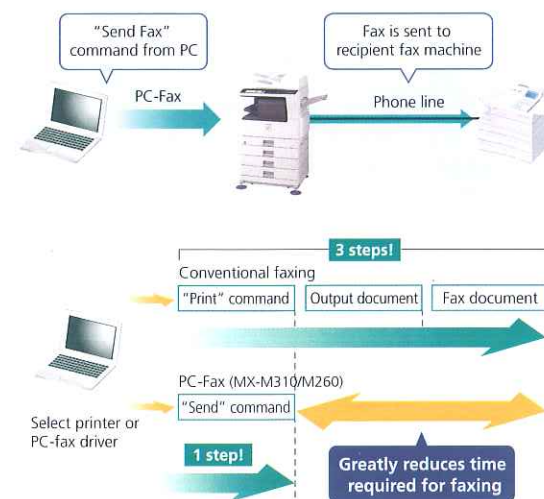 "Send Fax"
command from PC
Fax is sent to
recipient fax machine
PC-Fax
Phone line
3 steps!
Conventional faxing
"Print" command
Output document
Fax document
PC-Fax (MX-M310/M260)
"Send" command
Select printer or
PC-fax driver
1 step!
Greatly reduces time
required for faxing